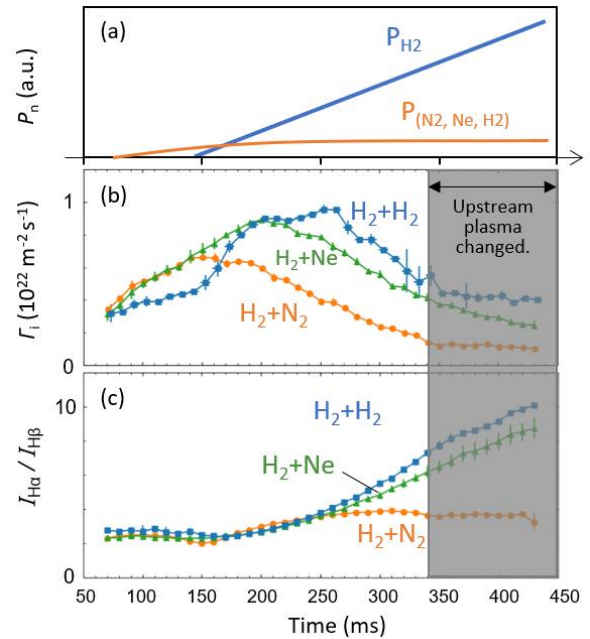 (a)
P_H2
P_(N2, Ne, H2)
P_n (a.u.)
(b)
Upstream
plasma
changed.
H₂+H₂
H₂+Ne
H₂+N₂
1
0
Γ_i (10²² m⁻² s⁻¹)
(c)
H₂+H₂
H₂+Ne
H₂+N₂
10
0
I_Hα / I_Hβ
50 100 150 200 250 300 350 400 450
Time (ms)